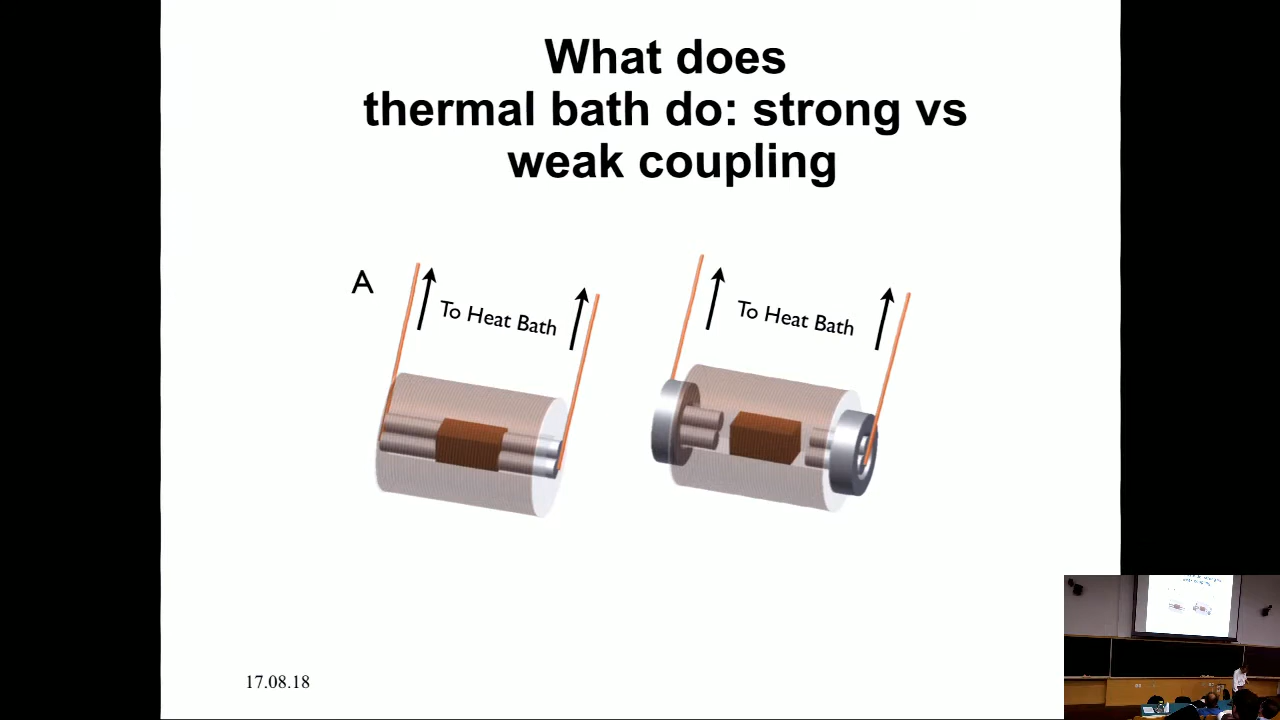 What does
thermal bath do: strong vs
weak coupling
A
To Heat Bath
To Heat Bath
17.08.18